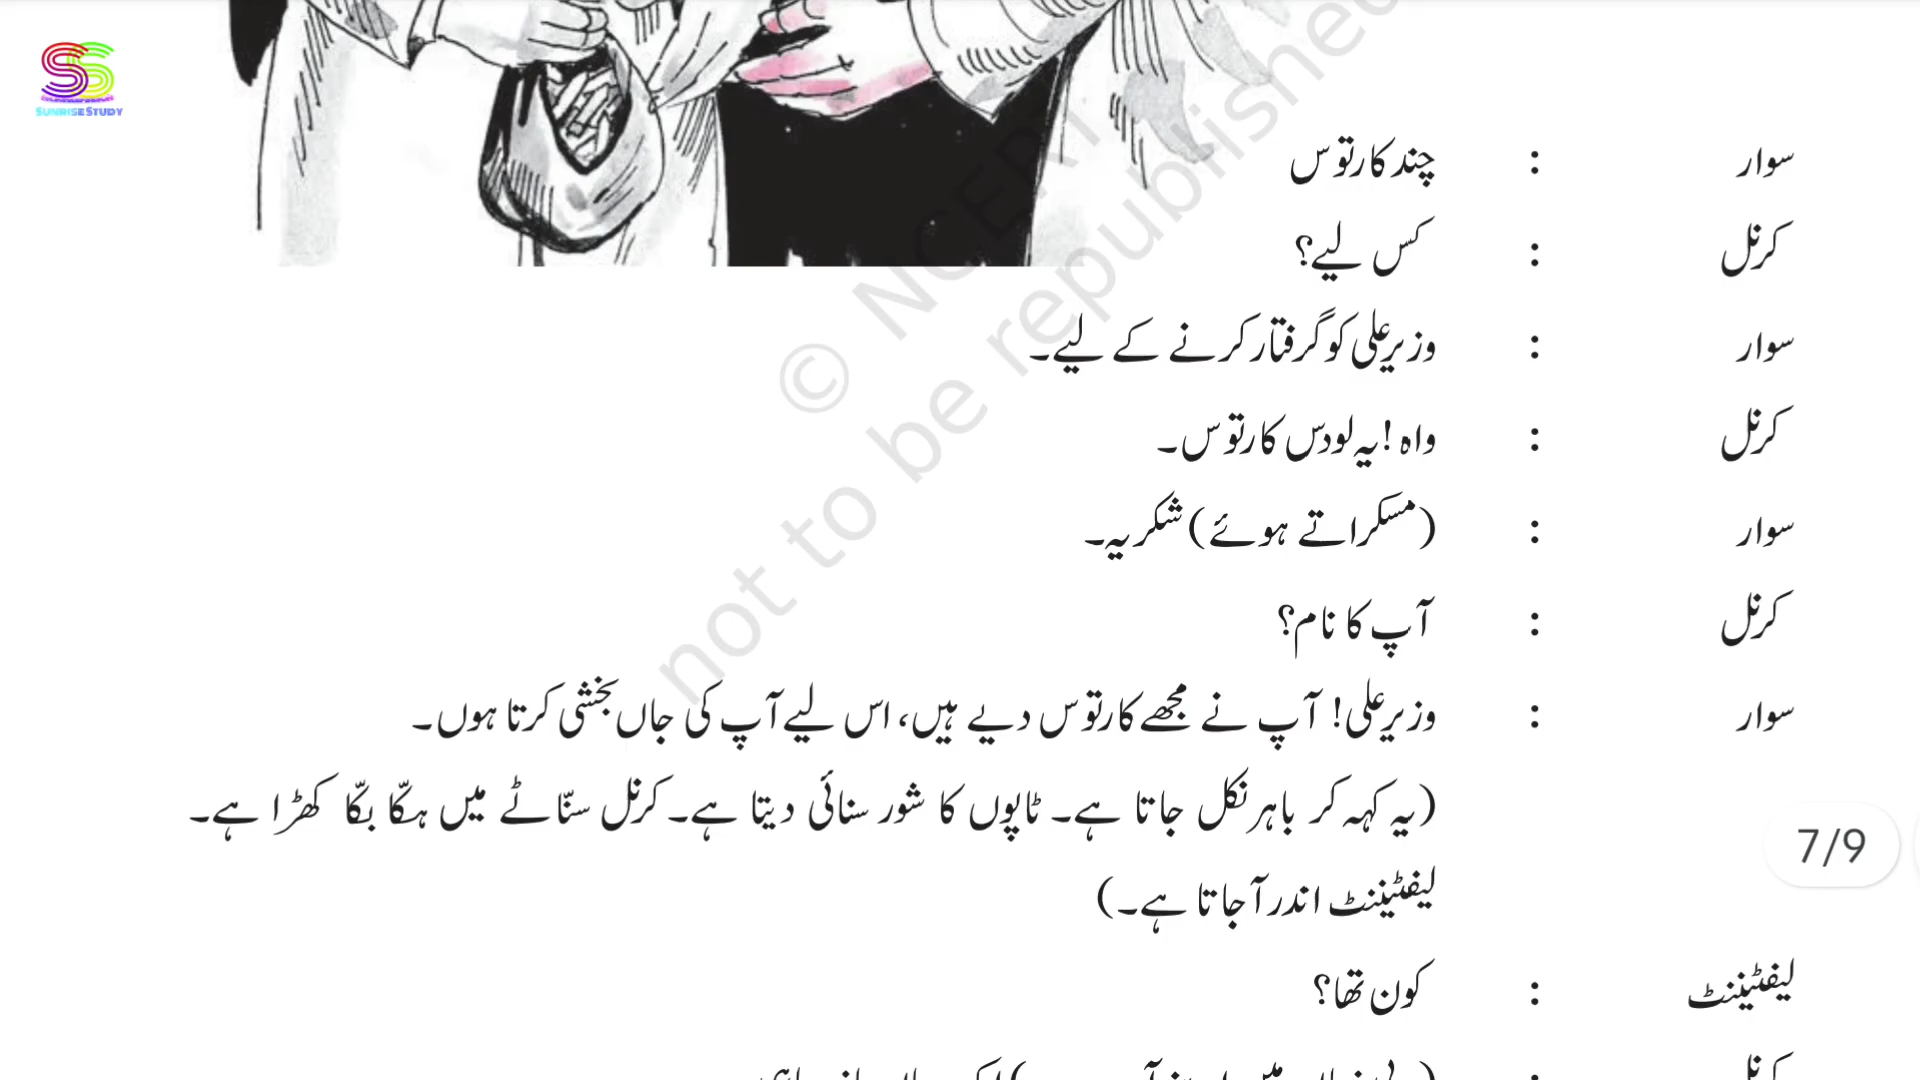 SUNRISE STUDY
سوار : چند کارتوس
کرنل : کس لیے؟
سوار : وزیر علی کو گرفتار کرنے کے لیے۔
کرنل : واہ! یہ لو دس کارتوس۔
سوار : (مسکراتے ہوئے) شکریہ۔
کرنل : آپ کا نام؟
سوار : وزیر علی! آپ نے مجھے کارتوس دیے ہیں، اس لیے آپ کی جاں بخشی کرتا ہوں۔
(یہ کہہ کر باہر نکل جاتا ہے۔ ٹاپوں کا شور سنائی دیتا ہے۔ کرنل سنّاٹے میں ہکّا بکّا کھڑا ہے۔
لیفٹیننٹ اندر آجاتا ہے۔)
لیفٹیننٹ : کون تھا؟
کرنل :
© NCERT
not to be republished
7/9